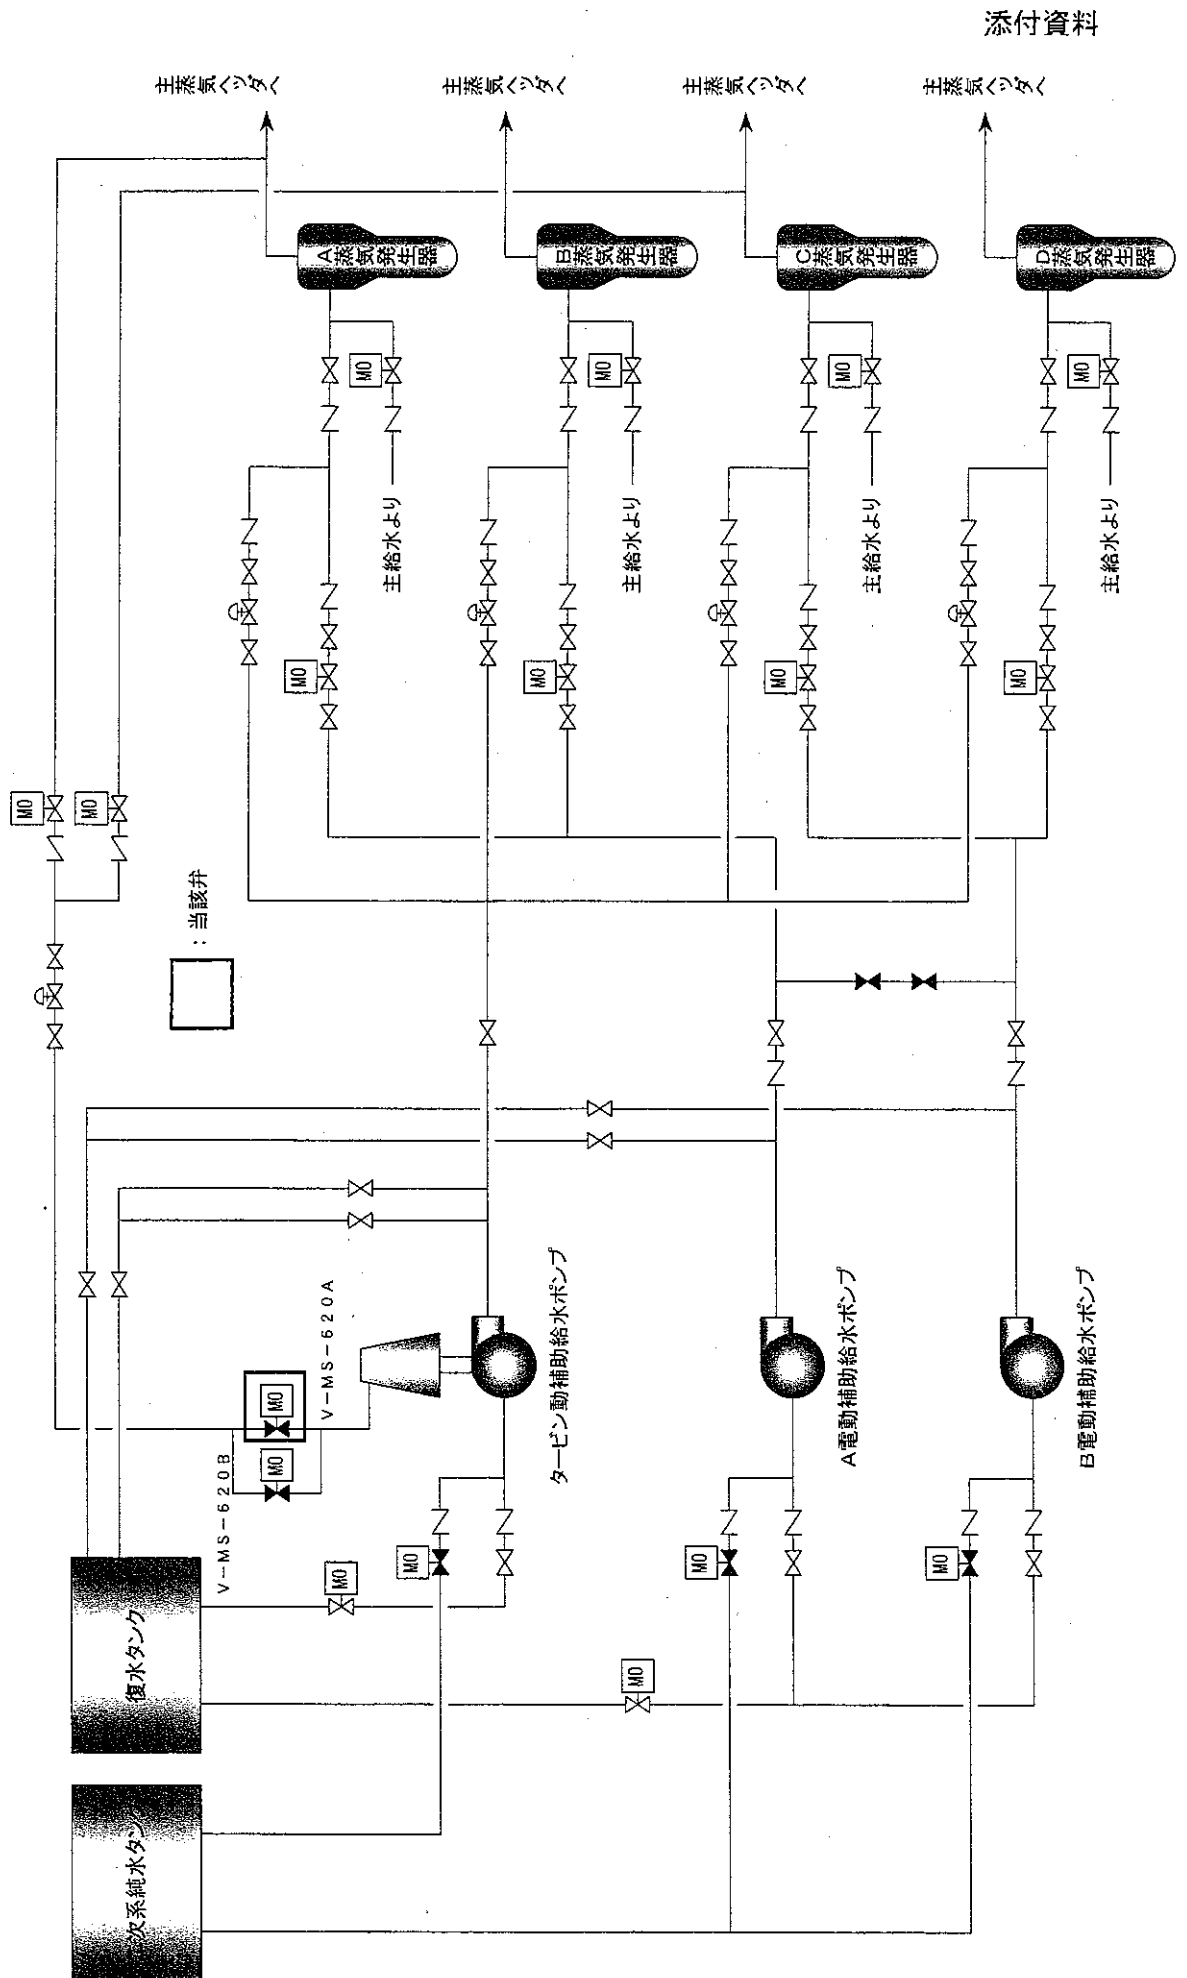 添付資料
主蒸気ヘッダへ
主蒸気ヘッダへ
主蒸気ヘッダへ
主蒸気ヘッダへ
A蒸気発生器
B蒸気発生器
C蒸気発生器
D蒸気発生器
MO
MO
MO
MO
主給水より
主給水より
主給水より
主給水より
MO
MO
MO
MO
MO
MO
：当該弁
V-MS-620A
MO
MO
V-MS-620B
タービン動補助給水ポンプ
A電動補助給水ポンプ
B電動補助給水ポンプ
MO
MO
MO
MO
MO
復水タンク
次系純水タンク